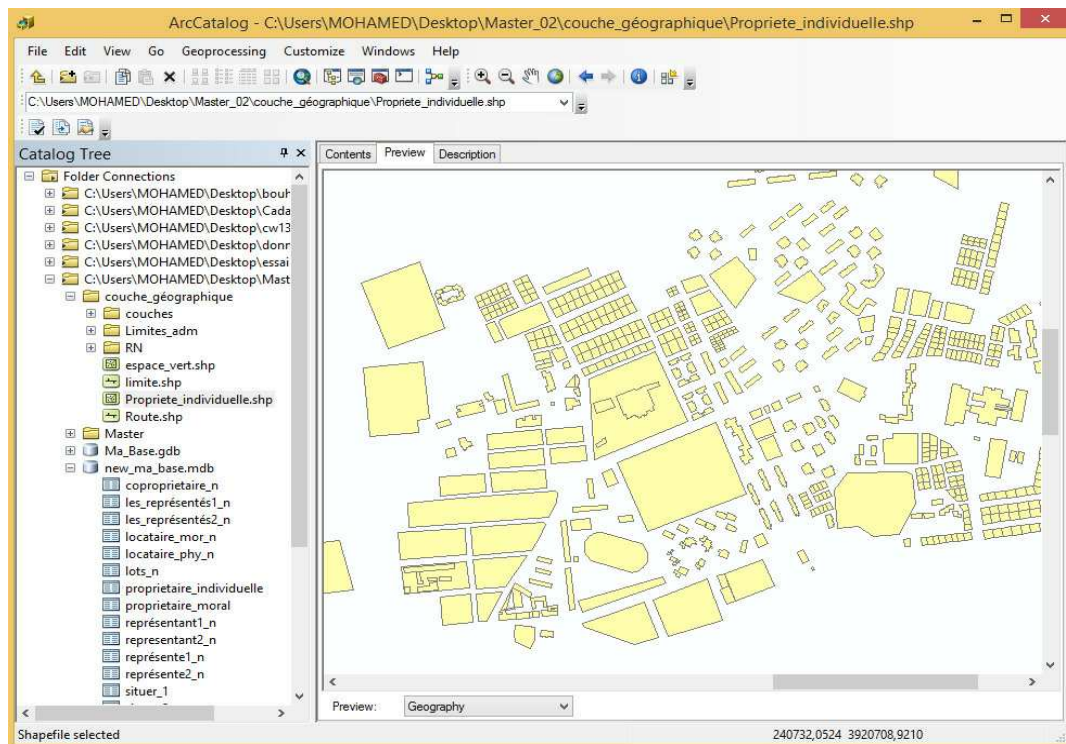 ArcCatalog - C:\Users\MOHAMED\Desktop\Master_02\couche_géographique\Propriete_individuelle.shp
File Edit View Go Geoprocessing Customize Windows Help
C:\Users\MOHAMED\Desktop\Master_02\couche_géographique\Propriete_individuelle.shp
Catalog Tree
Contents Preview Description
Folder Connections
C:\Users\MOHAMED\Desktop\bouh
C:\Users\MOHAMED\Desktop\Cada
C:\Users\MOHAMED\Desktop\cw13
C:\Users\MOHAMED\Desktop\donn
C:\Users\MOHAMED\Desktop\essai
C:\Users\MOHAMED\Desktop\Mast
couche_géographique
couches
Limites_adm
RN
espace_vert.shp
limite.shp
Propriete_individuelle.shp
Route.shp
Master
Ma_Base.gdb
new_ma_base.mdb
coproprietaire_n
les_représentés1_n
les_représentés2_n
locataire_mor_n
locataire_phy_n
lots_n
proprietaire_individuelle
proprietaire_moral
représentant1_n
representant2_n
représente1_n
représente2_n
situer_1
Preview: Geography
Shapefile selected
240732,0524 3920708,9210